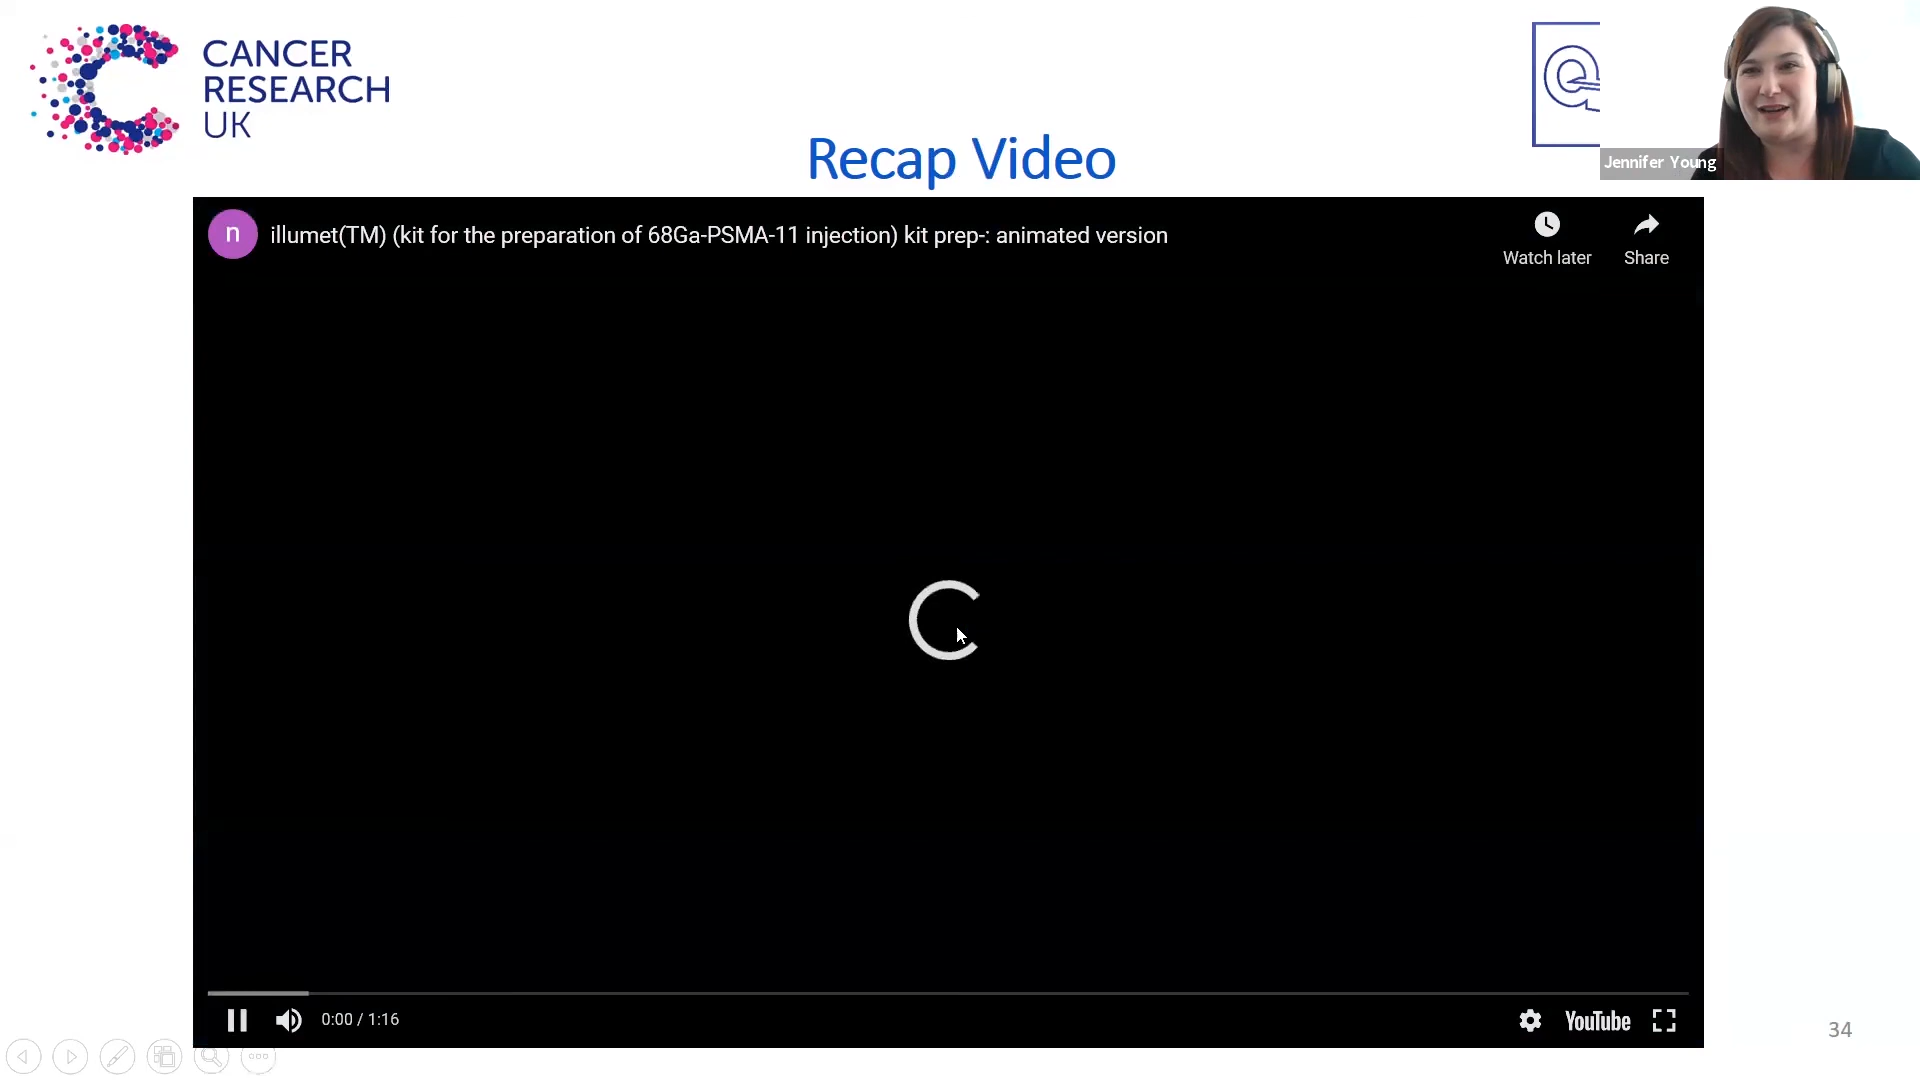 CANCER
RESEARCH
UK
Jennifer Young
Recap Video
n
illumet(TM) (kit for the preparation of 68Ga-PSMA-11 injection) kit prep-: animated version
Watch later
Share
0:00 / 1:16
YouTube
34